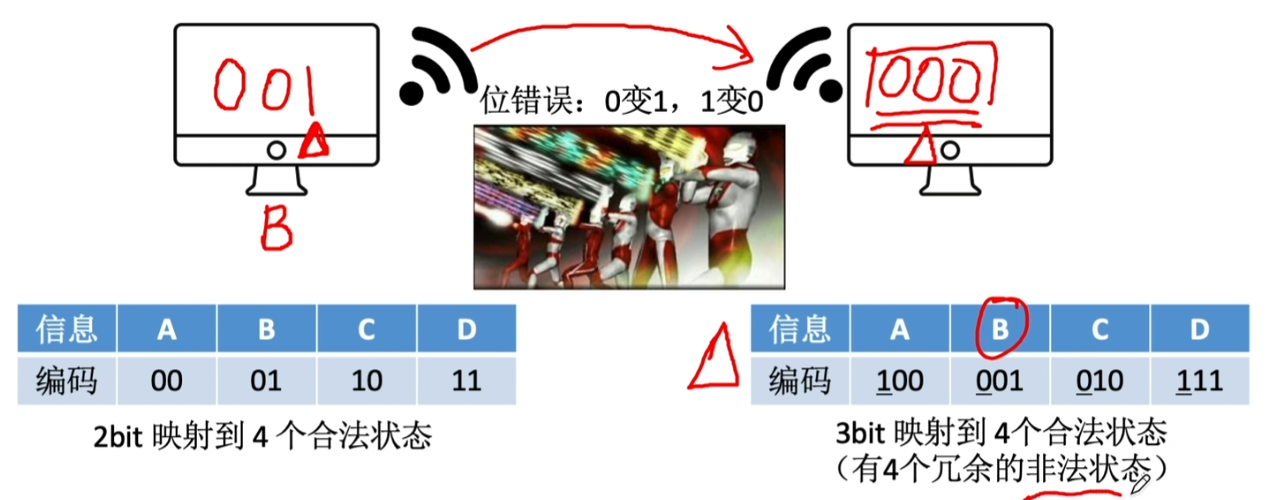 001
000
位错误：0变1，1变0
B
信息 A B C D
编码 00 01 10 11
2bit 映射到 4 个合法状态
信息 A B C D
编码 100 001 010 111
3bit 映射到 4个合法状态
（有4个冗余的非法状态）